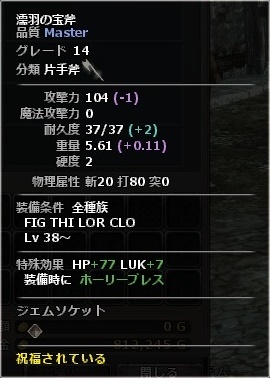 濡羽の宝斧
品質 Master
グレード 14
分類 片手斧
攻撃力 104 (-1)
魔法攻撃力 0
耐久度 37/37 (+2)
重量 5.61 (+0.11)
硬度 2
物理属性 斬20 打80 突0
装備条件 全種族
FIG THI LOR CLO
Lv 38～
特殊効果 HP+77 LUK+7
装備時に ホーリーブレス
ジェムソケット
0 G
812,245 G
閉じる
祝福されている